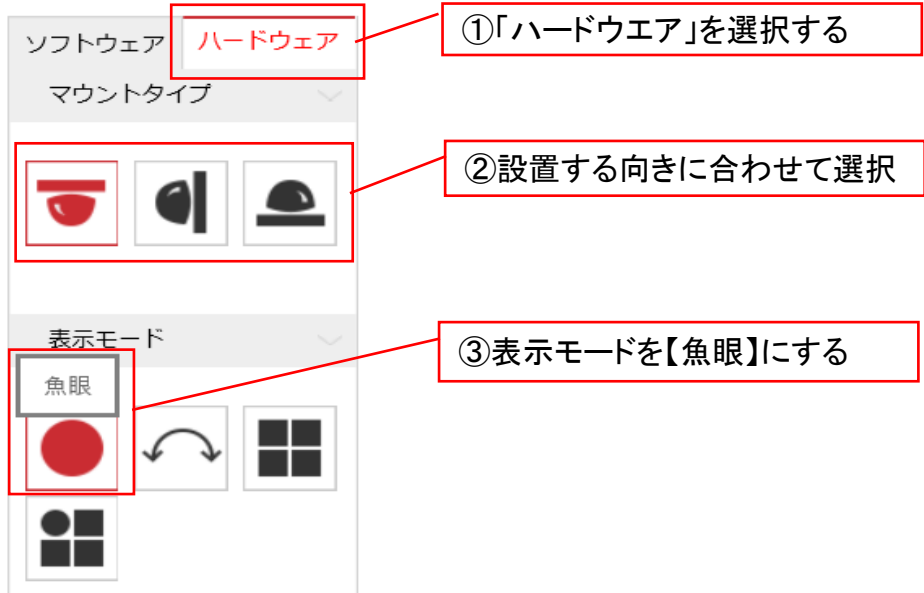 ソフトウェア
ハードウェア
①「ハードウエア」を選択する
マウントタイプ
②設置する向きに合わせて選択
表示モード
③表示モードを【魚眼】にする
魚眼